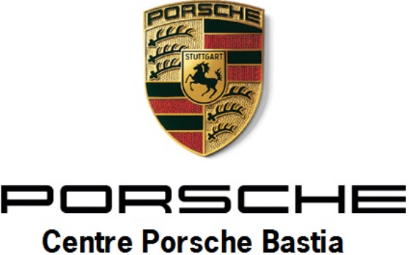 PORSCHE
STUTTGART
PORSCHE
Centre Porsche Bastia